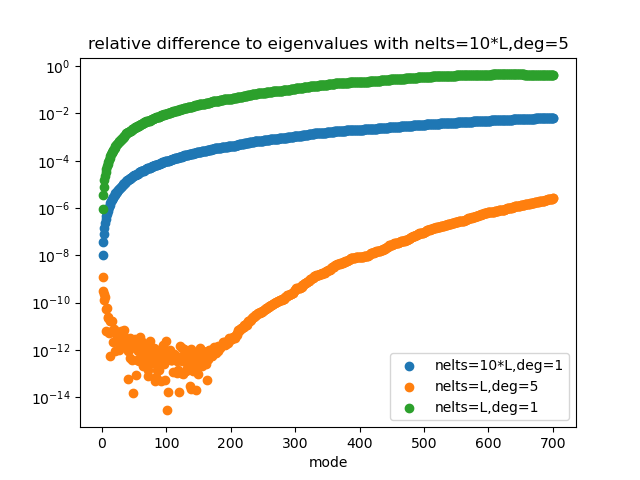 relative difference to eigenvalues with nelts=10*L,deg=5
10⁰
10⁻²
10⁻⁴
10⁻⁶
10⁻⁸
10⁻¹⁰
10⁻¹²
10⁻¹⁴
nelts=10*L,deg=1
nelts=L,deg=5
nelts=L,deg=1
0 100 200 300 400 500 600 700
mode